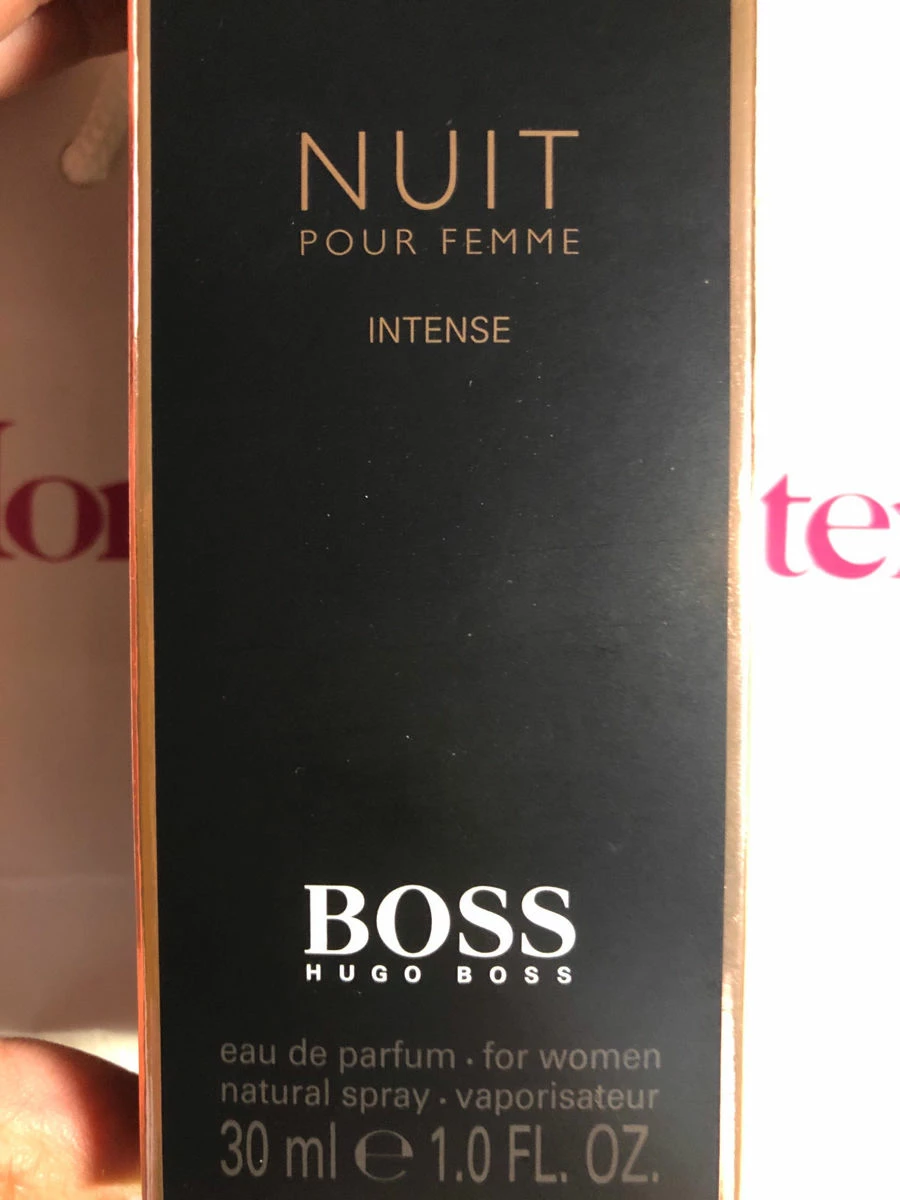 NUIT
POUR FEMME
INTENSE
BOSS
HUGO BOSS
eau de parfum · for women
natural spray · vaporisateur
30 ml e 1.0 FL. OZ.